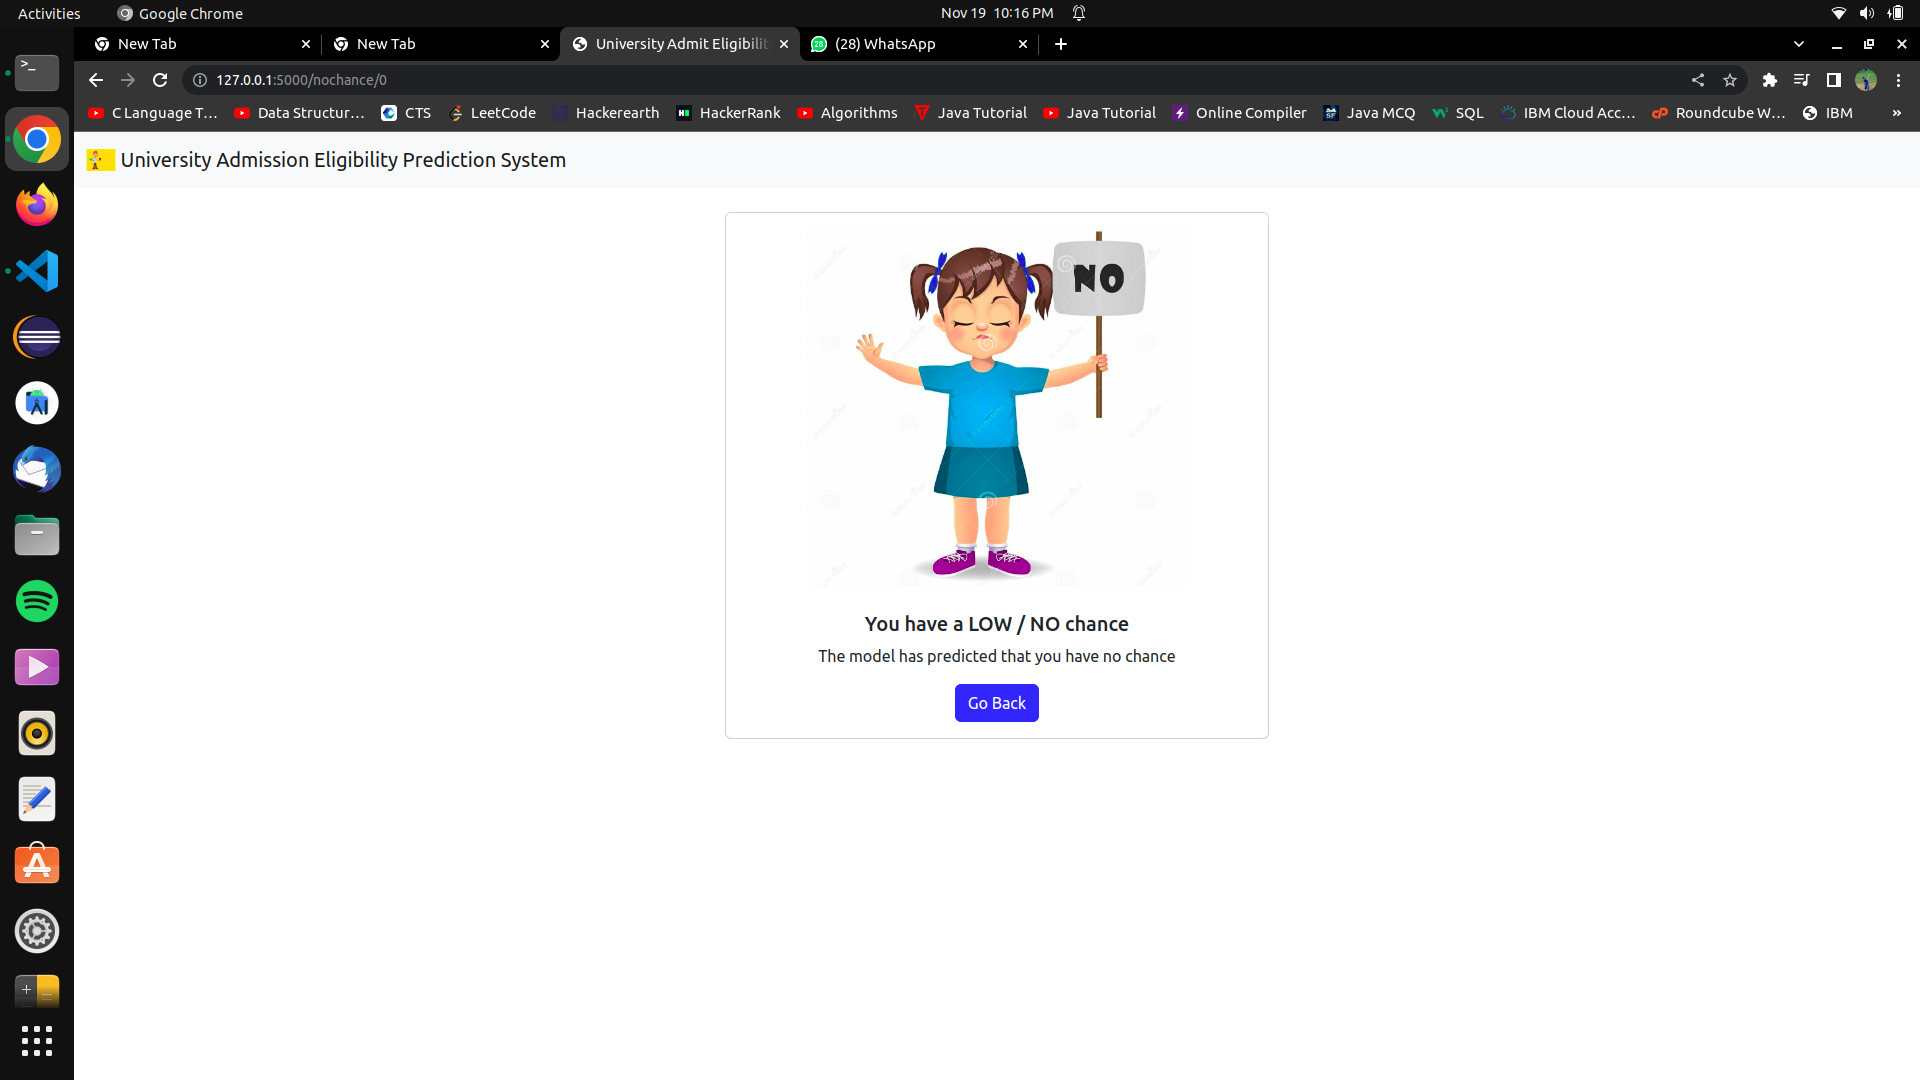 Activities
Google Chrome
Nov 19 10:16 PM
New Tab
New Tab
University Admit Eligibilit
(28) WhatsApp
127.0.0.1:5000/nochance/0
C Language T…
Data Structur…
CTS
LeetCode
Hackerearth
HackerRank
Algorithms
Java Tutorial
Java Tutorial
Online Compiler
Java MCQ
SQL
IBM Cloud Acc…
Roundcube W…
IBM
»
University Admission Eligibility Prediction System
NO
You have a LOW / NO chance
The model has predicted that you have no chance
Go Back